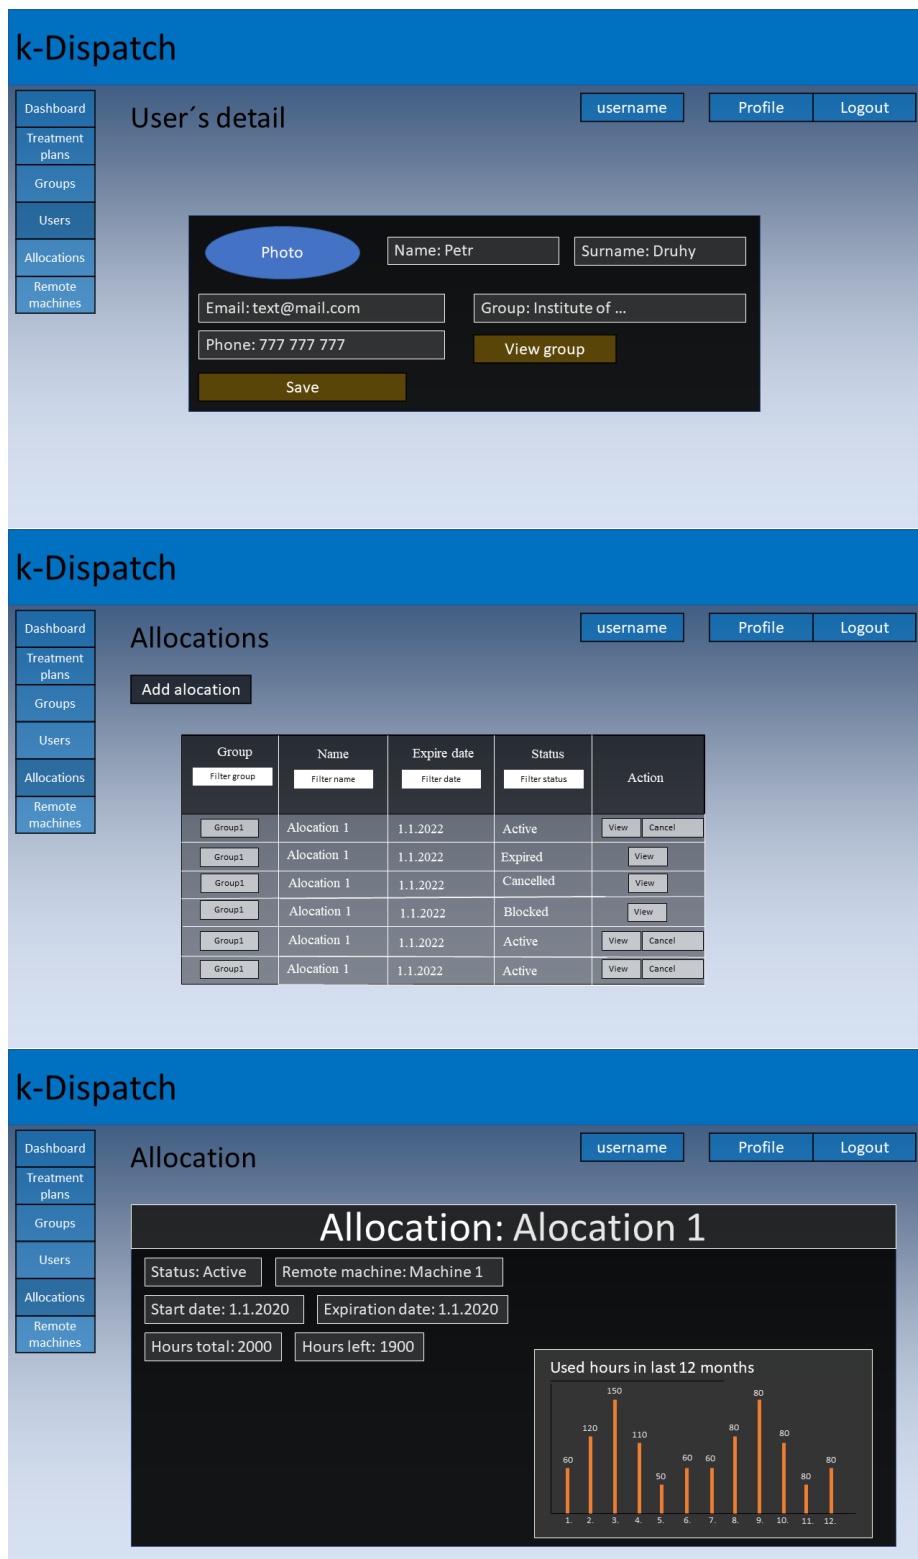 k-Dispatch
Dashboard
Treatment
plans
Groups
Users
Allocations
Remote
machines
User´s detail
username
Profile
Logout
Photo
Name: Petr
Surname: Druhy
Email: text@mail.com
Group: Institute of ...
Phone: 777 777 777
View group
Save
k-Dispatch
Dashboard
Treatment
plans
Groups
Users
Allocations
Remote
machines
Allocations
username
Profile
Logout
Add alocation
Group Name Expire date Status Action
Filter group Filter name Filter date Filter status
Group1 Alocation 1 1.1.2022 Active View Cancel
Group1 Alocation 1 1.1.2022 Expired View
Group1 Alocation 1 1.1.2022 Cancelled View
Group1 Alocation 1 1.1.2022 Blocked View
Group1 Alocation 1 1.1.2022 Active View Cancel
Group1 Alocation 1 1.1.2022 Active View Cancel
k-Dispatch
Dashboard
Treatment
plans
Groups
Users
Allocations
Remote
machines
Allocation
username
Profile
Logout
Allocation: Alocation 1
Status: Active
Remote machine: Machine 1
Start date: 1.1.2020
Expiration date: 1.1.2020
Hours total: 2000
Hours left: 1900
Used hours in last 12 months
60 120 150 110 50 60 60 80 80 80 80 80
1. 2. 3. 4. 5. 6. 7. 8. 9. 10. 11. 12.